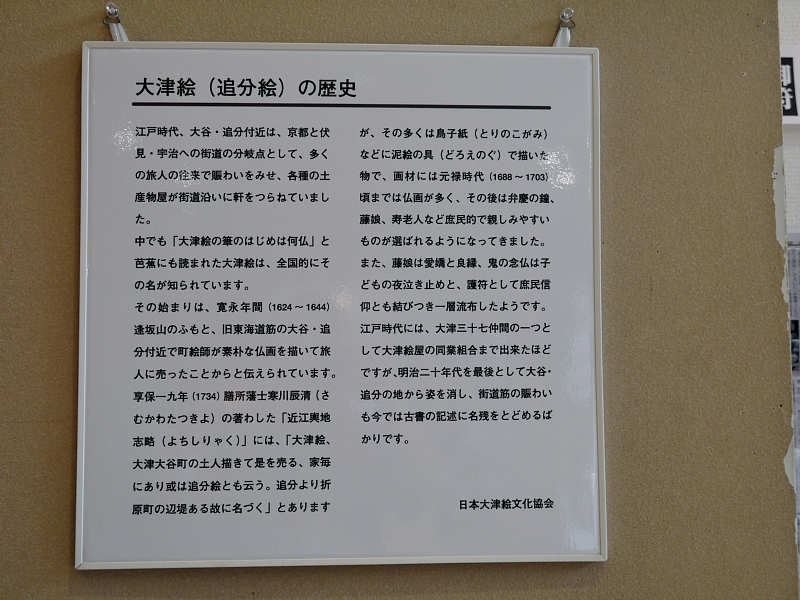 大津絵（追分絵）の歴史
江戸時代、大谷・追分付近は、京都と伏
見・宇治への街道の分岐点として、多く
の旅人の往来で賑わいをみせ、各種の土
産物屋が街道沿いに軒をつらねていまし
た。
中でも「大津絵の筆のはじめは何仏」と
芭蕉にも読まれた大津絵は、全国的にそ
の名が知られています。
その始まりは、寛永年間（1624～1644）
逢坂山のふもと、旧東海道筋の大谷・追
分付近で町絵師が素朴な仏画を描いて旅
人に売ったことからと伝えられています。
享保一九年（1734）膳所藩士寒川辰清（さ
むかわたつきよ）の著わした「近江輿地
志略（よちしりゃく）」には、「大津絵、
大津大谷町の土人描きて是を売る、家毎
にあり或は追分絵とも云う。追分より折
原町の辺堤ある故に名づく」とあります
が、その多くは鳥子紙（とりのこがみ）
などに泥絵の具（どろえのぐ）で描いた
物で、画材には元禄時代（1688～1703）
頃までは仏画が多く、その後は弁慶の鐘、
藤娘、寿老人など庶民的で親しみやすい
ものが選ばれるようになってきました。
また、藤娘は愛嬌と良縁、鬼の念仏は子
どもの夜泣き止めと、護符として庶民信
仰とも結びつき一層流布したようです。
江戸時代には、大津三十七仲間の一つと
して大津絵屋の同業組合まで出来たほど
ですが、明治二十年代を最後として大谷・
追分の地から姿を消し、街道筋の賑わい
も今では古書の記述に名残をとどめるば
かりです。
日本大津絵文化協会